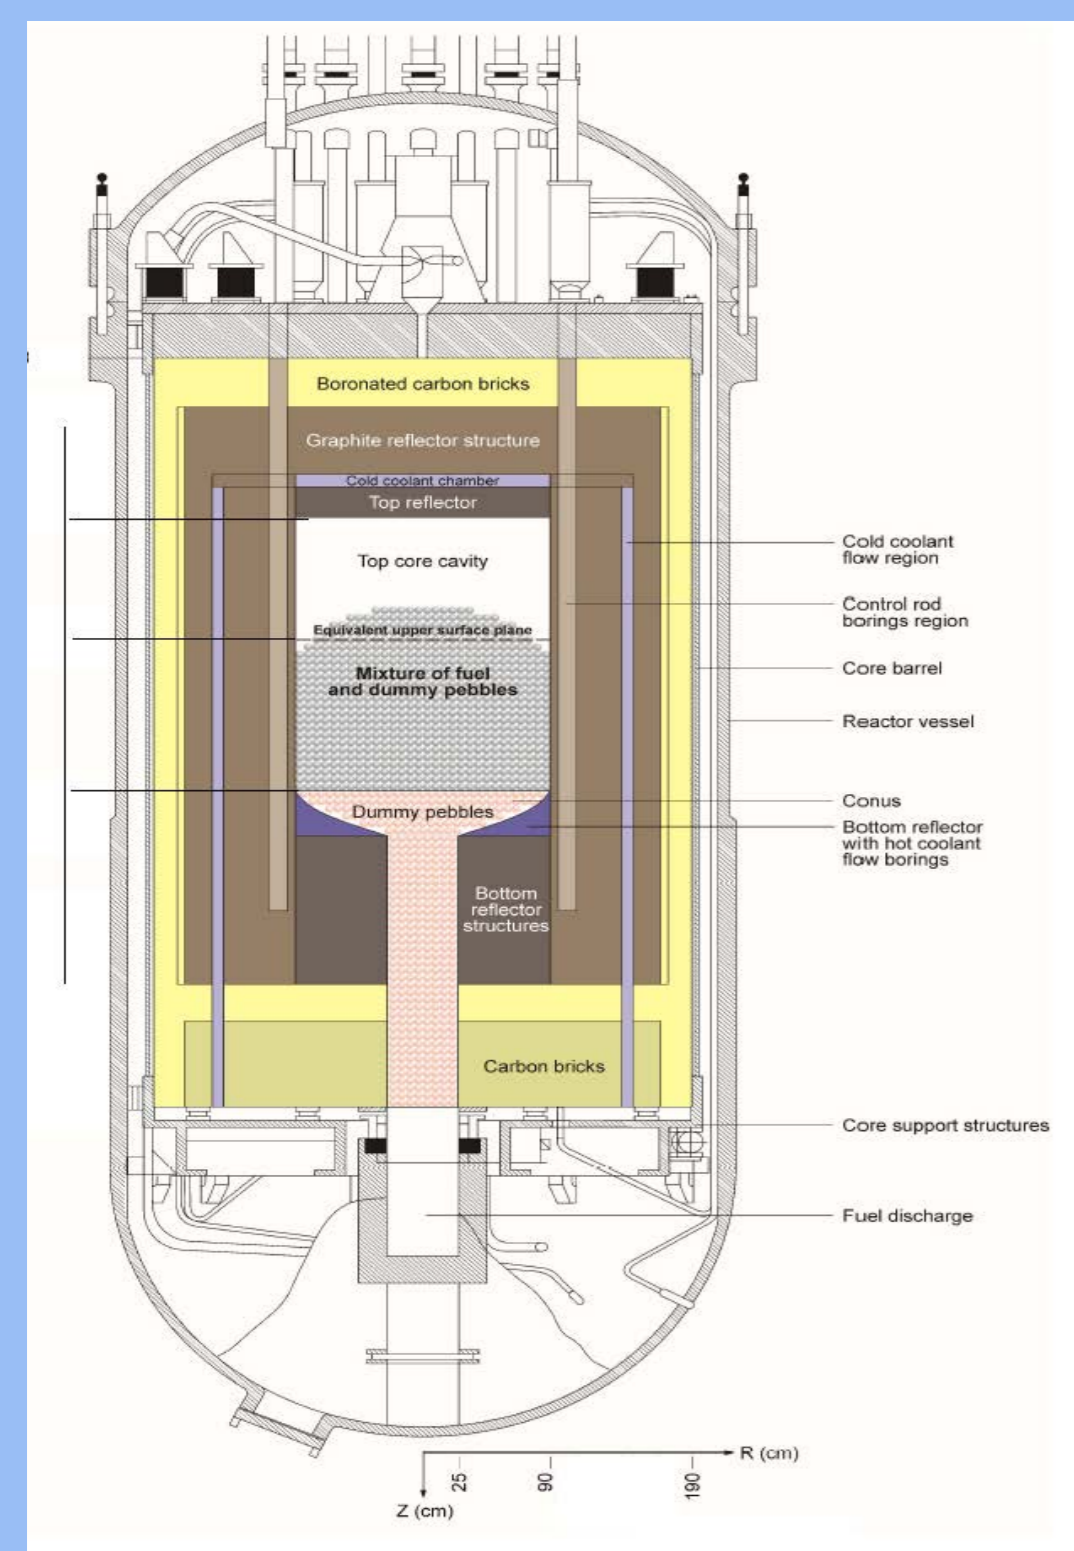 Boronated carbon bricks
Graphite reflector structure
Cold coolant chamber
Top reflector
Top core cavity
Equivalent upper surface plane
Mixture of fuel
and dummy pebbles
Dummy pebbles
Bottom
reflector
structures
Carbon bricks
Cold coolant
flow region
Control rod
borings region
Core barrel
Reactor vessel
Conus
Bottom reflector
with hot coolant
flow borings
Core support structures
Fuel discharge
R (cm)
25
90
190
Z (cm)